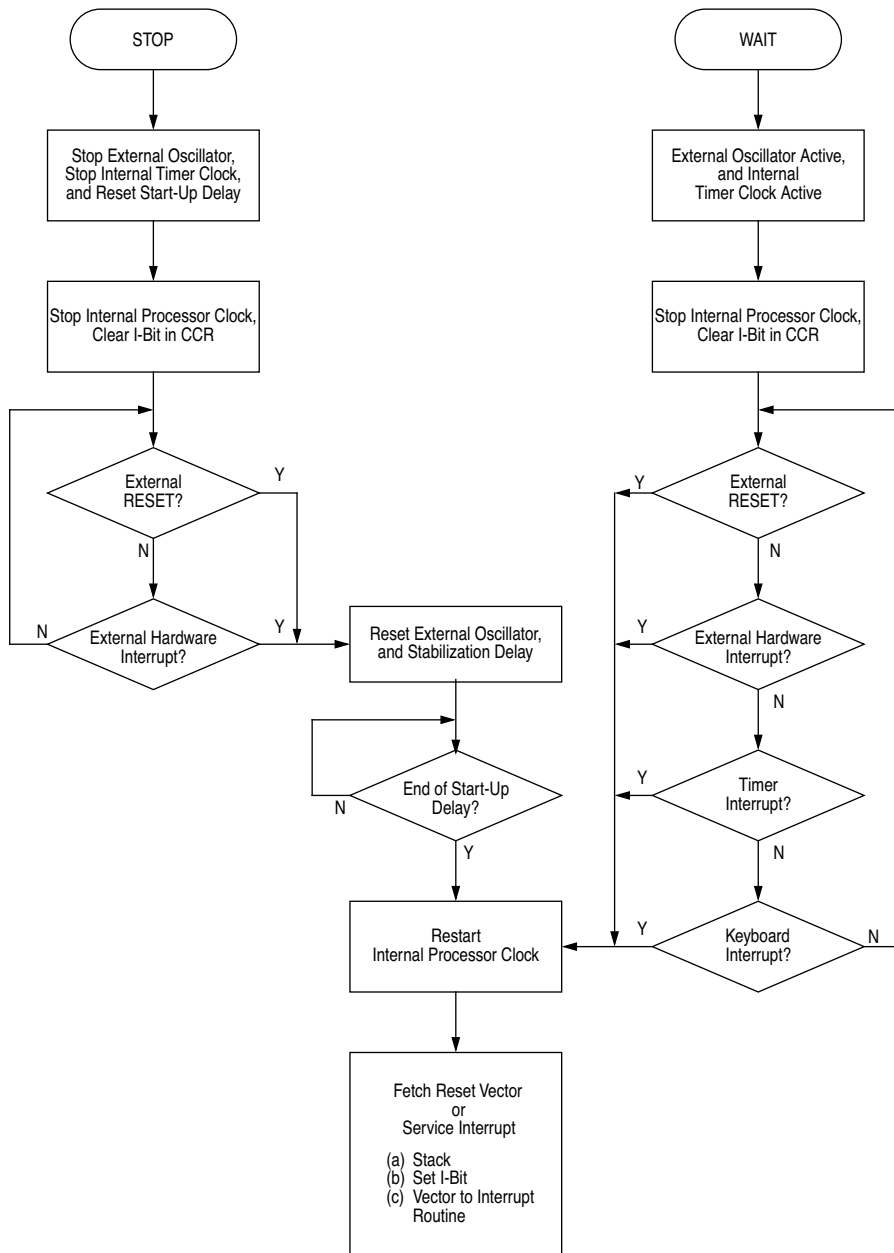 STOP
Stop External Oscillator,
Stop Internal Timer Clock,
and Reset Start-Up Delay
Stop Internal Processor Clock,
Clear I-Bit in CCR
External
RESET?
Y
N
External Hardware
Interrupt?
N
Y
Reset External Oscillator,
and Stabilization Delay
End of Start-Up
Delay?
N
Y
Restart
Internal Processor Clock
Fetch Reset Vector
or
Service Interrupt
(a) Stack
(b) Set I-Bit
(c) Vector to Interrupt
Routine
WAIT
External Oscillator Active,
and Internal
Timer Clock Active
Stop Internal Processor Clock,
Clear I-Bit in CCR
External
RESET?
Y
N
External Hardware
Interrupt?
Y
N
Timer
Interrupt?
Y
N
Keyboard
Interrupt?
Y
N